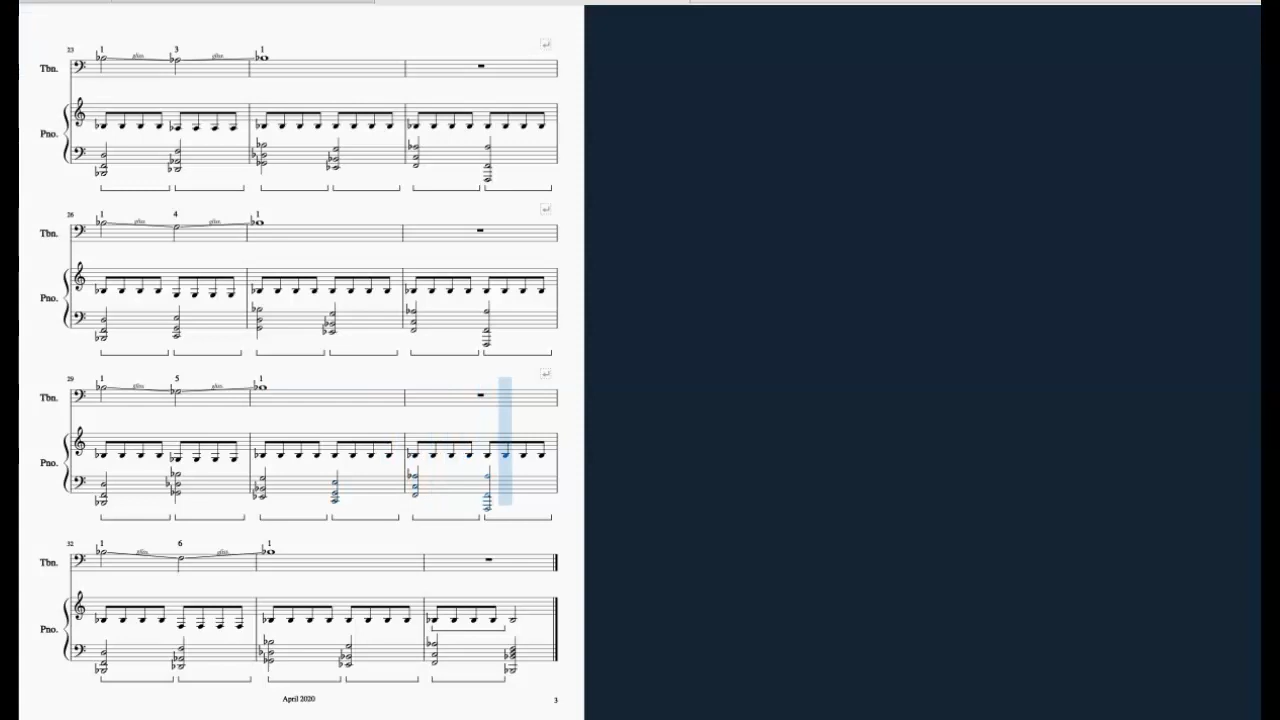 23
1 gliss. 3 gliss. 1
Tbn.
Pno.
26
1 gliss. 4 gliss. 1
Tbn.
Pno.
29
1 gliss. 5 gliss. 1
Tbn.
Pno.
32
1 gliss. 6 gliss. 1
Tbn.
Pno.
April 2020
3